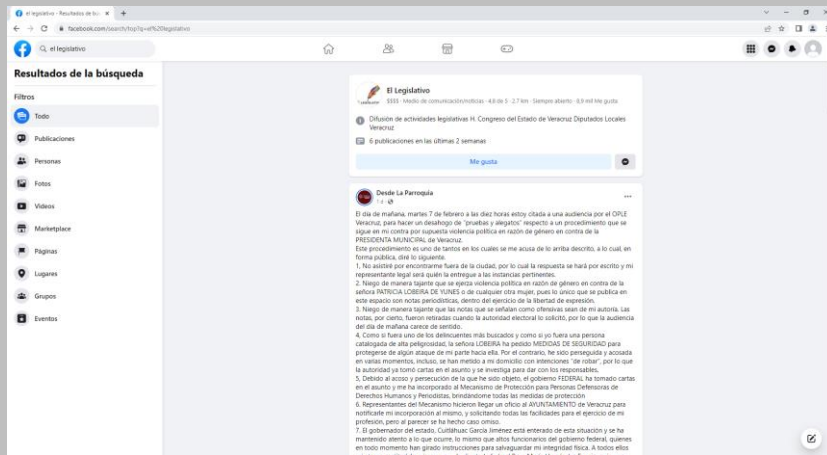 el legislativo - Resultados de bú
facebook.com/search/top?q=el%20legislativo
el legislativo
Resultados de la búsqueda
Filtros
Todo
Publicaciones
Personas
Fotos
Videos
Marketplace
Páginas
Lugares
Grupos
Eventos
El Legislativo
$$$$ · Medio de comunicación/noticias · 4,8 de 5 · 2.7 km · Siempre abierto · 8,9 mil Me gusta
Difusión de actividades legislativas H. Congreso del Estado de Veracruz Diputados Locales
Veracruz
6 publicaciones en las últimas 2 semanas
Me gusta
Desde La Parroquia
El día de mañana, martes 7 de febrero a las diez horas estoy citada a una audiencia por el OPLE
Veracruz, para hacer un desahogo de "pruebas y alegatos" respecto a un procedimiento que se
sigue en mi contra por supuesta violencia política en razón de género en contra de la
PRESIDENTA MUNICIPAL de Veracruz.
Este procedimiento es uno de tantos en los cuales se me acusa de lo arriba descrito, a lo cual, en
forma pública, diré lo siguiente.
1, No asistiré por encontrarme fuera de la ciudad, por lo cual la respuesta se hará por escrito y mi
representante legal será quién la entregue a las instancias pertinentes.
2. Niego de manera tajante que se ejerza violencia política en razón de género en contra de la
señora PATRICIA LOBEIRA DE YUNES o de cualquier otra mujer, pues lo único que se publica en
este espacio son notas periodísticas, dentro del ejercicio de la libertad de expresión.
3. Niego de manera tajante que las notas que se señalan como ofensivas sean de mi autoría. Las
notas, por cierto, fueron retiradas cuando la autoridad electoral lo solicitó, por lo que la audiencia
del día de mañana carece de sentido.
4, Como si fuera uno de los delincuentes más buscados y como si yo fuera una persona
catalogada de alta peligrosidad, la señora LOBEIRA ha pedido MEDIDAS DE SEGURIDAD para
protegerse de algún ataque de mi parte hacia ella. Por el contrario, he sido perseguida y acosada
en varias momentos, incluso, se han metido a mi domicilio con intenciones "de robar", por lo que
la autoridad ya tomó cartas en el asunto y se investiga para dar con los responsables.
5, Debido al acoso y persecución de la que he sido objeto, el gobierno FEDERAL ha tomado cartas
en el asunto y me ha incorporado al Mecanismo de Protección para Personas Defensoras de
Derechos Humanos y Periodistas, brindándome todas las medidas de protección
6. Representantes del Mecanismo hicieron llegar un oficio al AYUNTAMIENTO de Veracruz para
notificarle mi incorporación al mismo, y solicitando todas las facilidades para el ejercicio de mi
profesión, pero al parecer se ha hecho caso omiso.
7. El gobernador del estado, Cuitláhuac García Jiménez está enterado de esta situación y se ha
mantenido atento a lo que ocurre, lo mismo que altos funcionarios del gobierno federal, quienes
en todo momento han girado instrucciones para salvaguardar mi integridad física. A todos ellos